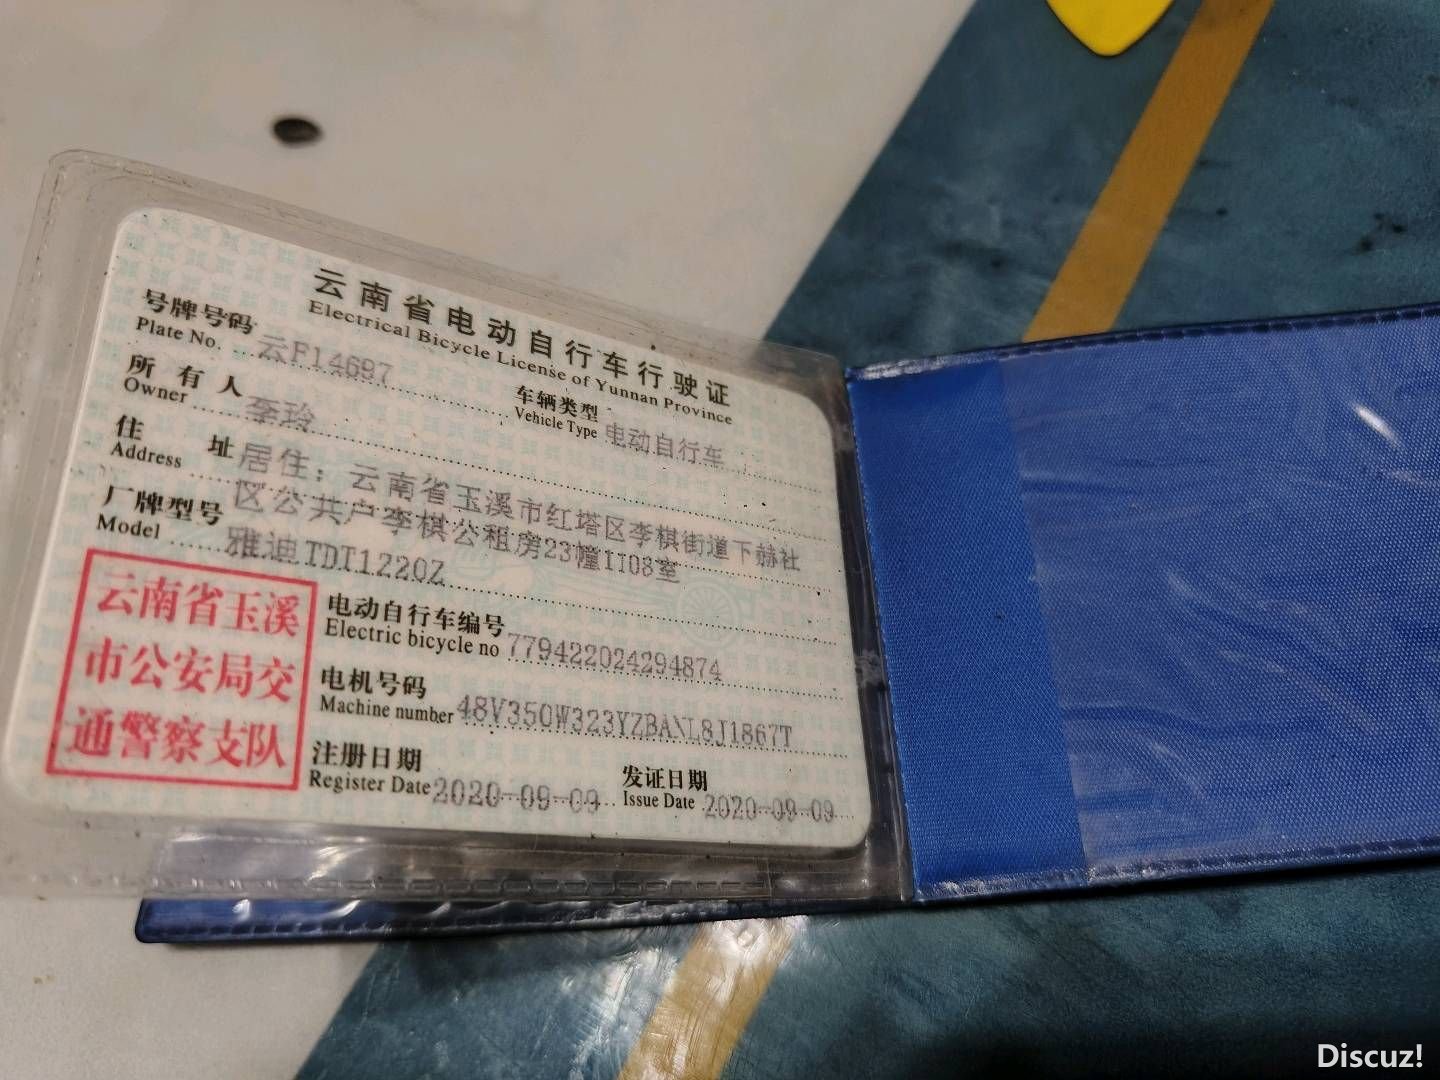 云南省电动自行车行驶证
Electrical Bicycle License of Yunnan Province
号牌号码 云F14697
Plate No.
所有人 李玲
Owner
车辆类型 电动自行车
Vehicle Type
住址 居住：云南省玉溪市红塔区李棋街道下赫社
Address
区公共户李棋公租房23幢1108室
厂牌型号 雅迪TDT1220Z
Model
云南省玉溪
市公安局交
通警察支队
电动自行车编号
Electric bicycle no 779422024294874
电机号码
Machine number 48V350W323YZBAXL8J1867T
注册日期
Register Date 2020-09-09
发证日期
Issue Date 2020-09-09
Discuz!